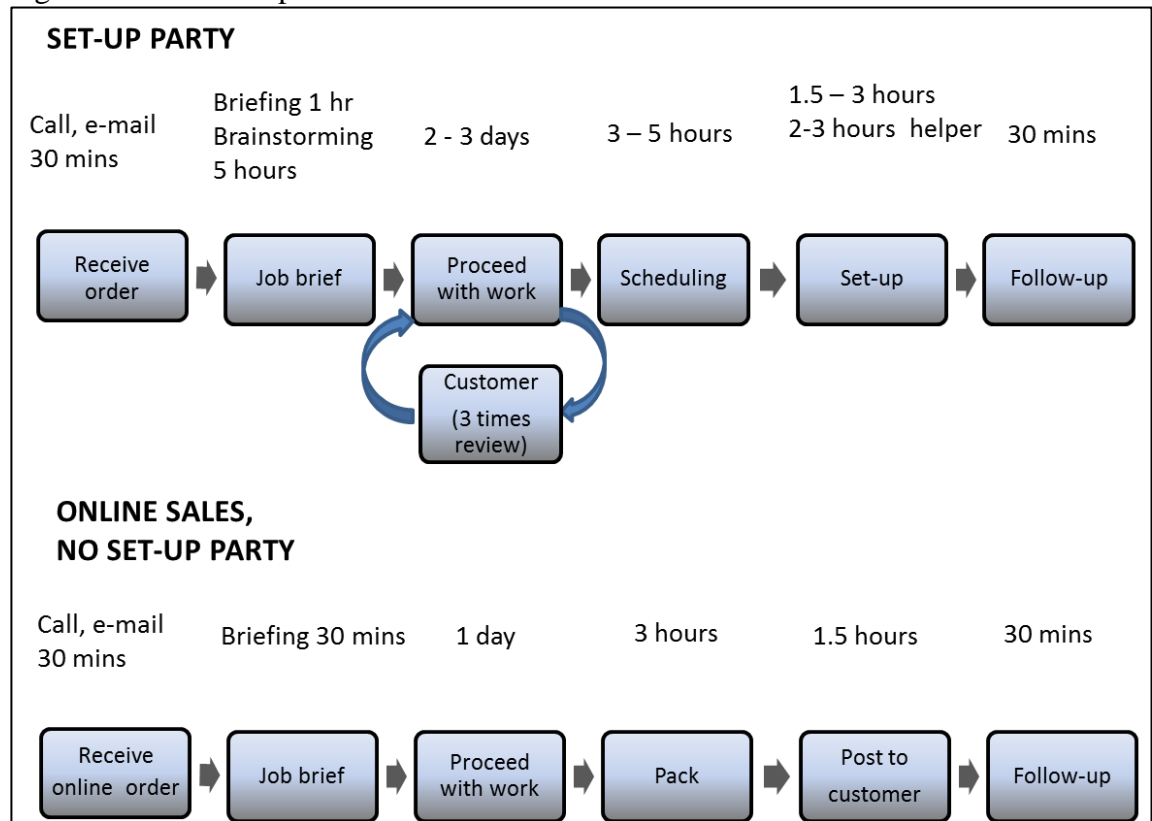 SET-UP PARTY
Call, e-mail
30 mins
Briefing 1 hr
Brainstorming
5 hours
2 - 3 days
3 – 5 hours
1.5 – 3 hours
2-3 hours helper
30 mins
Receive
order
Job brief
Proceed
with work
Scheduling
Set-up
Follow-up
Customer
(3 times
review)
ONLINE SALES,
NO SET-UP PARTY
Call, e-mail
30 mins
Briefing 30 mins
1 day
3 hours
1.5 hours
30 mins
Receive
online order
Job brief
Proceed
with work
Pack
Post to
customer
Follow-up